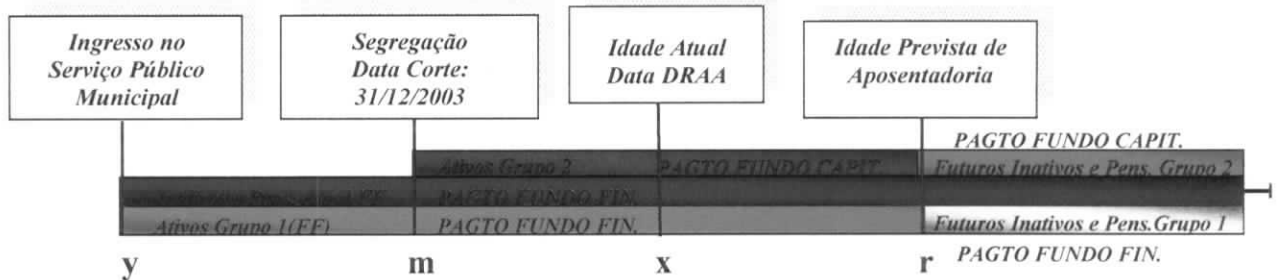 Ingresso no
Serviço Público
Municipal
Segregação
Data Corte:
31/12/2003
Idade Atual
Data DRAA
Idade Prevista de
Aposentadoria
PAGTO FUNDO CAPIT.
Ativos Grupo 2 PAGTO FUNDO CAPIT. Futuros Inativos e Pens. Grupo 2
PAGTO FUNDO FIN.
Ativos Grupo 1(FF) PAGTO FUNDO FIN. Futuros Inativos e Pens.Grupo 1
PAGTO FUNDO FIN.
y m x r